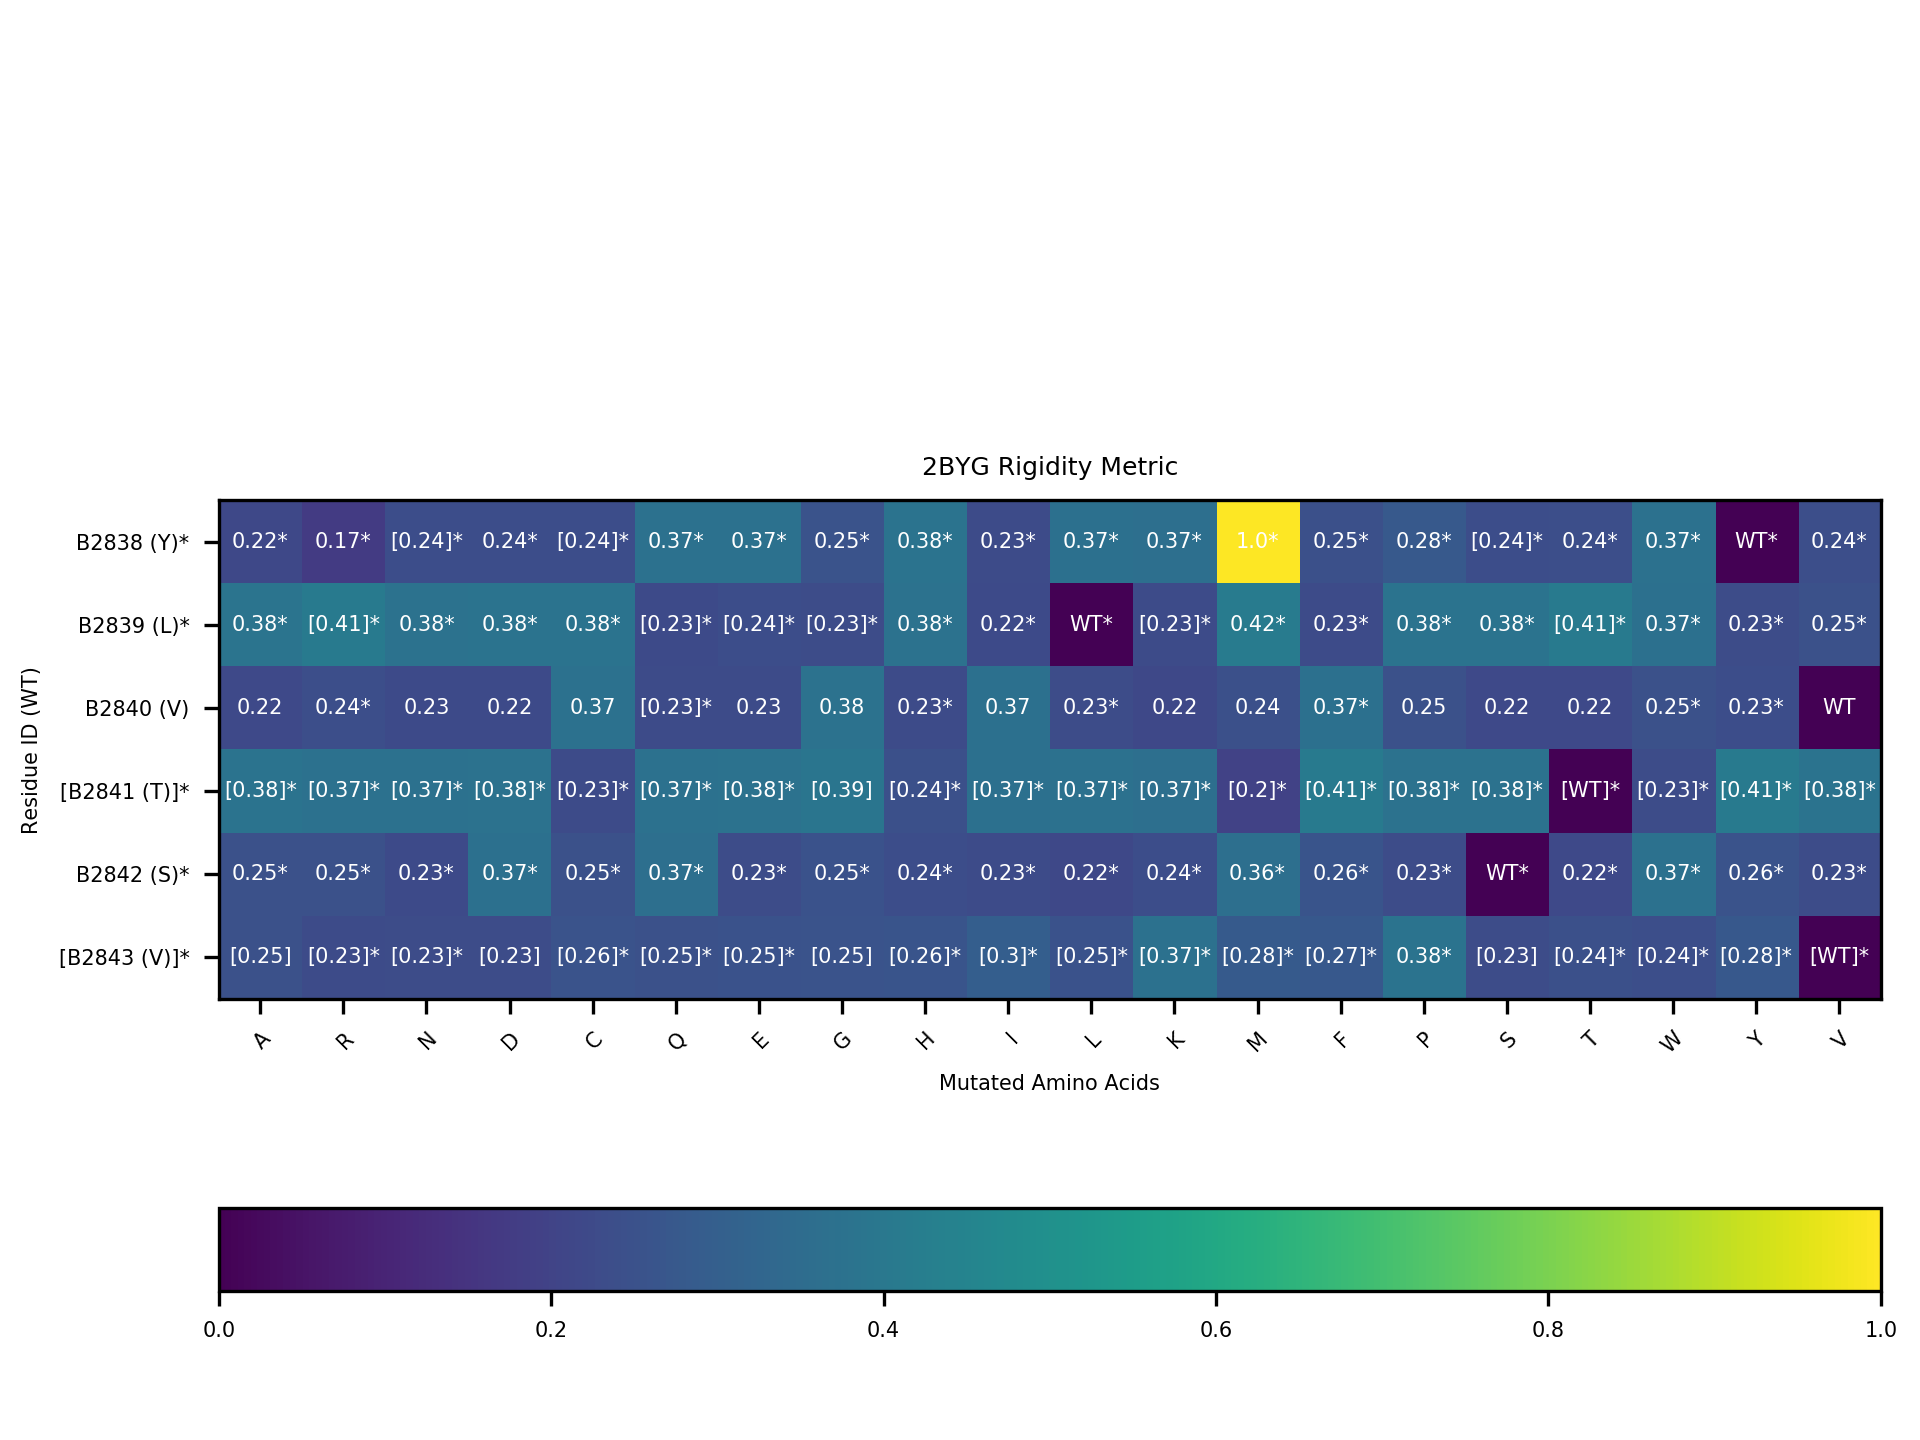 2BYG Rigidity Metric
Residue ID (WT)
B2838 (Y)* 0.22* 0.17* [0.24]* 0.24* [0.24]* 0.37* 0.37* 0.25* 0.38* 0.23* 0.37* 0.37* 1.0* 0.25* 0.28* [0.24]* 0.24* 0.37* WT* 0.24*
B2839 (L)* 0.38* [0.41]* 0.38* 0.38* 0.38* [0.23]* [0.24]* [0.23]* 0.38* 0.22* WT* [0.23]* 0.42* 0.23* 0.38* 0.38* [0.41]* 0.37* 0.23* 0.25*
B2840 (V) 0.22 0.24* 0.23 0.22 0.37 [0.23]* 0.23 0.38 0.23* 0.37 0.23* 0.22 0.24 0.37* 0.25 0.22 0.22 0.25* 0.23* WT
[B2841 (T)]* [0.38]* [0.37]* [0.37]* [0.38]* [0.23]* [0.37]* [0.38]* [0.39] [0.24]* [0.37]* [0.37]* [0.37]* [0.2]* [0.41]* [0.38]* [0.38]* [WT]* [0.23]* [0.41]* [0.38]*
B2842 (S)* 0.25* 0.25* 0.23* 0.37* 0.25* 0.37* 0.23* 0.25* 0.24* 0.23* 0.22* 0.24* 0.36* 0.26* 0.23* WT* 0.22* 0.37* 0.26* 0.23*
[B2843 (V)]* [0.25] [0.23]* [0.23]* [0.23] [0.26]* [0.25]* [0.25]* [0.25] [0.26]* [0.3]* [0.25]* [0.37]* [0.28]* [0.27]* 0.38* [0.23] [0.24]* [0.24]* [0.28]* [WT]*
A R N D C Q E G H I L K M F P S T W Y V
Mutated Amino Acids
0.0 0.2 0.4 0.6 0.8 1.0